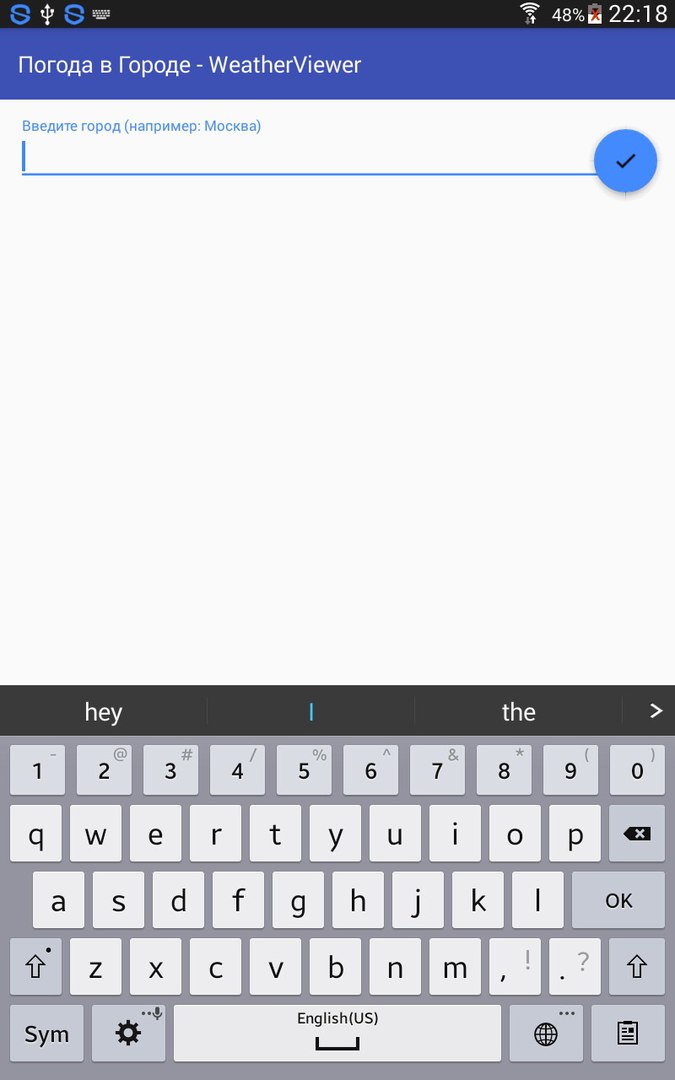 48% 22:18
Погода в Городе - WeatherViewer
Введите город (например: Москва)
hey I the >
1 - 2 @ 3 # 4 / 5 % 6 ^ 7 & 8 * 9 ( 0 )
q w e r t y u i o p
a s d f g h j k l OK
z x c v b n m , ! . ?
Sym English(US)